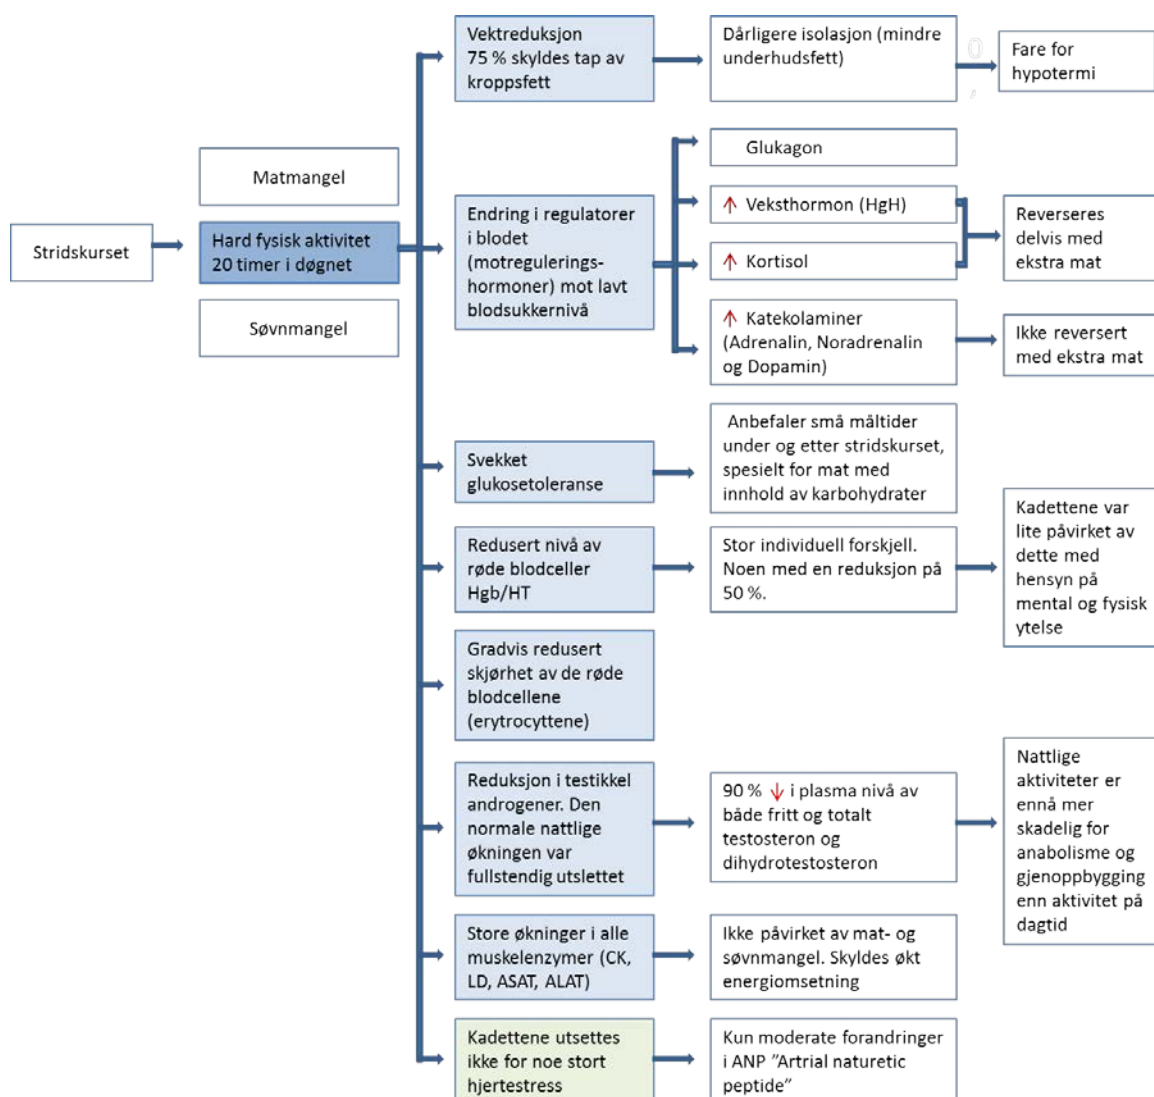 Stridskurset
Matmangel
Hard fysisk aktivitet
20 timer i døgnet
Søvnmangel
Vektreduksjon
75 % skyldes tap av
kroppsfett
Dårligere isolasjon (mindre
underhudsfett)
0
,
Fare for
hypotermi
Endring i regulatorer
i blodet
(motregulerings-
hormoner) mot lavt
blodsukkernivå
Glukagon
↑ Veksthormon (HgH)
↑ Kortisol
Reverseres
delvis med
ekstra mat
↑ Katekolaminer
(Adrenalin, Noradrenalin
og Dopamin)
Ikke reversert
med ekstra mat
Svekket
glukosetoleranse
Anbefaler små måltider
under og etter stridskurset,
spesielt for mat med
innhold av karbohydrater
Redusert nivå av
røde blodceller
Hgb/HT
Stor individuell forskjell.
Noen med en reduksjon på
50 %.
Kadettene var
lite påvirket av
dette med
hensyn på
mental og fysisk
ytelse
Gradvis redusert
skjørhet av de røde
blodcellene
(erytrocyttene)
Reduksjon i testikkel
androgener. Den
normale nattlige
økningen var
fullstendig utslettet
90 % ↓ i plasma nivå av
både fritt og totalt
testosteron og
dihydrotestosteron
Nattlige
aktiviteter er
ennå mer
skadelig for
anabolisme og
gjenoppbygging
enn aktivitet på
dagtid
Store økninger i alle
muskelenzymer (CK,
LD, ASAT, ALAT)
Ikke påvirket av mat- og
søvnmangel. Skyldes økt
energiomsetning
Kadettene utsettes
ikke for noe stort
hjertestress
Kun moderate forandringer
i ANP ”Artrial naturetic
peptide”